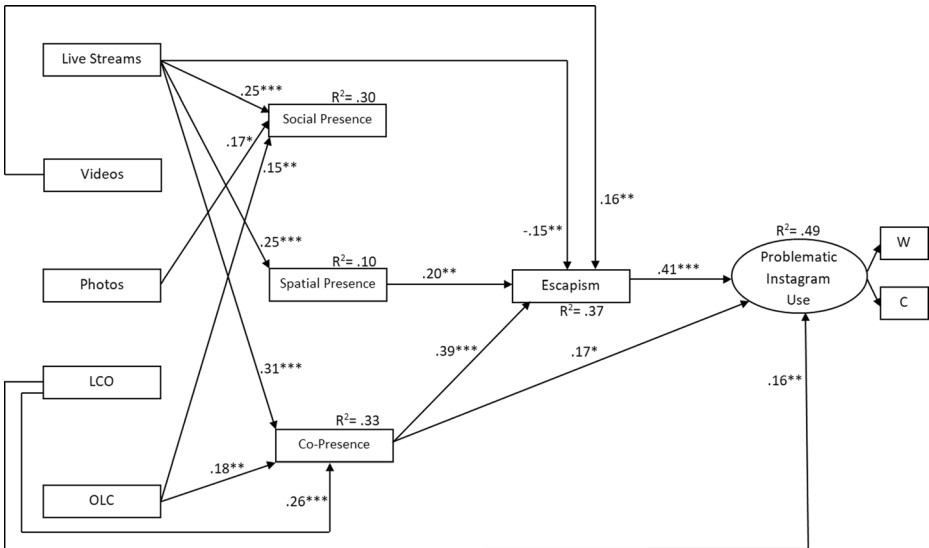 Live Streams
.25***
R²= .30
Social Presence
.17*
.15**
Videos
.16**
-.15**
R²= .49
.25***
R²= .10
Photos
Spatial Presence
.20**
Escapism
R²= .37
.41***
Problematic
Instagram
Use
W
C
.39***
.17*
LCO
.31***
.16**
R²= .33
Co-Presence
.18**
OLC
.26***